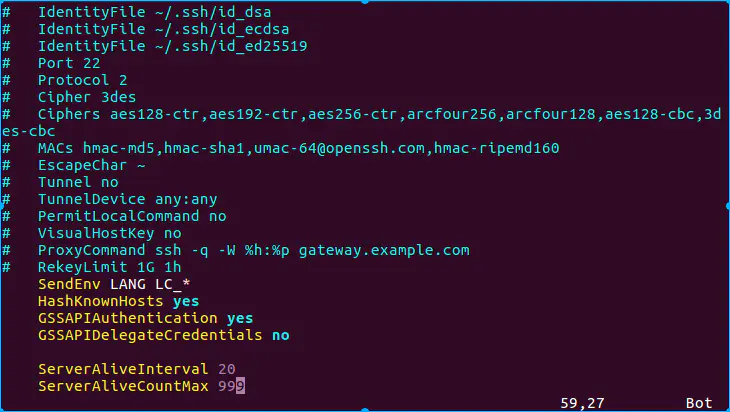 #   IdentityFile ~/.ssh/id_dsa
#   IdentityFile ~/.ssh/id_ecdsa
#   IdentityFile ~/.ssh/id_ed25519
#   Port 22
#   Protocol 2
#   Cipher 3des
#   Ciphers aes128-ctr,aes192-ctr,aes256-ctr,arcfour256,arcfour128,aes128-cbc,3d
es-cbc
#   MACs hmac-md5,hmac-sha1,umac-64@openssh.com,hmac-ripemd160
#   EscapeChar ~
#   Tunnel no
#   TunnelDevice any:any
#   PermitLocalCommand no
#   VisualHostKey no
#   ProxyCommand ssh -q -W %h:%p gateway.example.com
#   RekeyLimit 1G 1h
    SendEnv LANG LC_*
    HashKnownHosts yes
    GSSAPIAuthentication yes
    GSSAPIDelegateCredentials no
    ServerAliveInterval 20
    ServerAliveCountMax 999
59,27 Bot